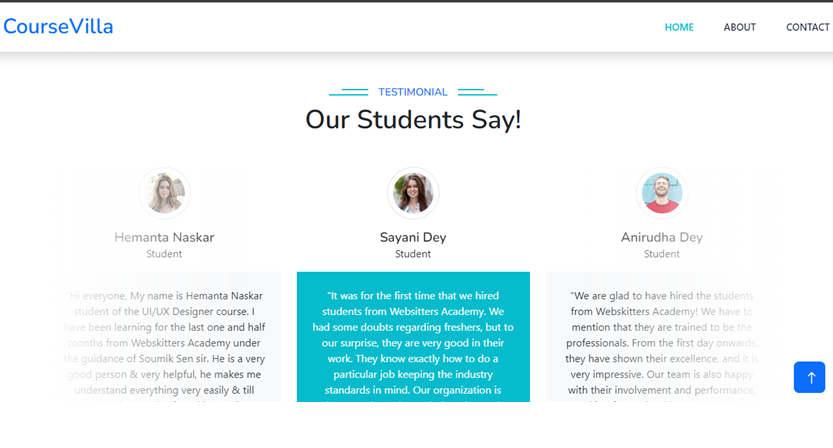 CourseVilla
HOME ABOUT CONTACT
TESTIMONIAL
Our Students Say!
Hemanta Naskar
Student
"Hi everyone, My name is Hemanta Naskar
student of the UI/UX Designer course. I
have been learning for the last one and half
months from Webskitters Academy under
the guidance of Soumik Sen sir. He is a very
good person & very helpful, he makes me
understand everything very easily & till
Sayani Dey
Student
"It was for the first time that we hired
students from Websitters Academy. We
had some doubts regarding freshers, but to
our surprise, they are very good in their
work. They know exactly how to do a
particular job keeping the industry
standards in mind. Our organization is
Anirudha Dey
Student
"We are glad to have hired the students
from Webskitters Academy! We have to
mention that they are trained to be the
professionals. From the first day onwards,
they have shown their excellence, and it is
very impressive. Our team is also happy
with their involvement and performance.